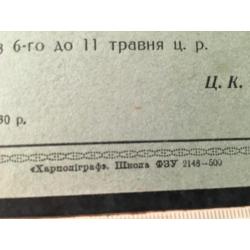 з 6-го до 11 травня ц. р.
Ц. К.
30 р.
«Харполіграф». Школа ФЗУ 2148—500